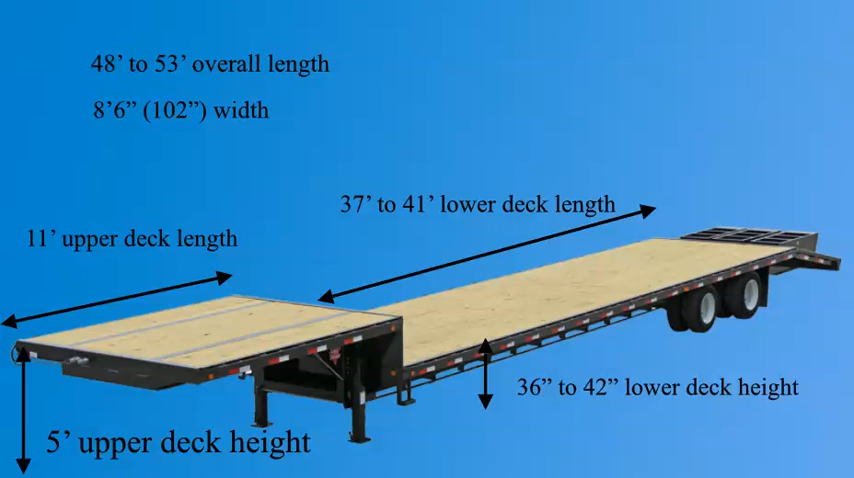 48’ to 53’ overall length
8’6” (102”) width
37’ to 41’ lower deck length
11’ upper deck length
36” to 42” lower deck height
5’ upper deck height